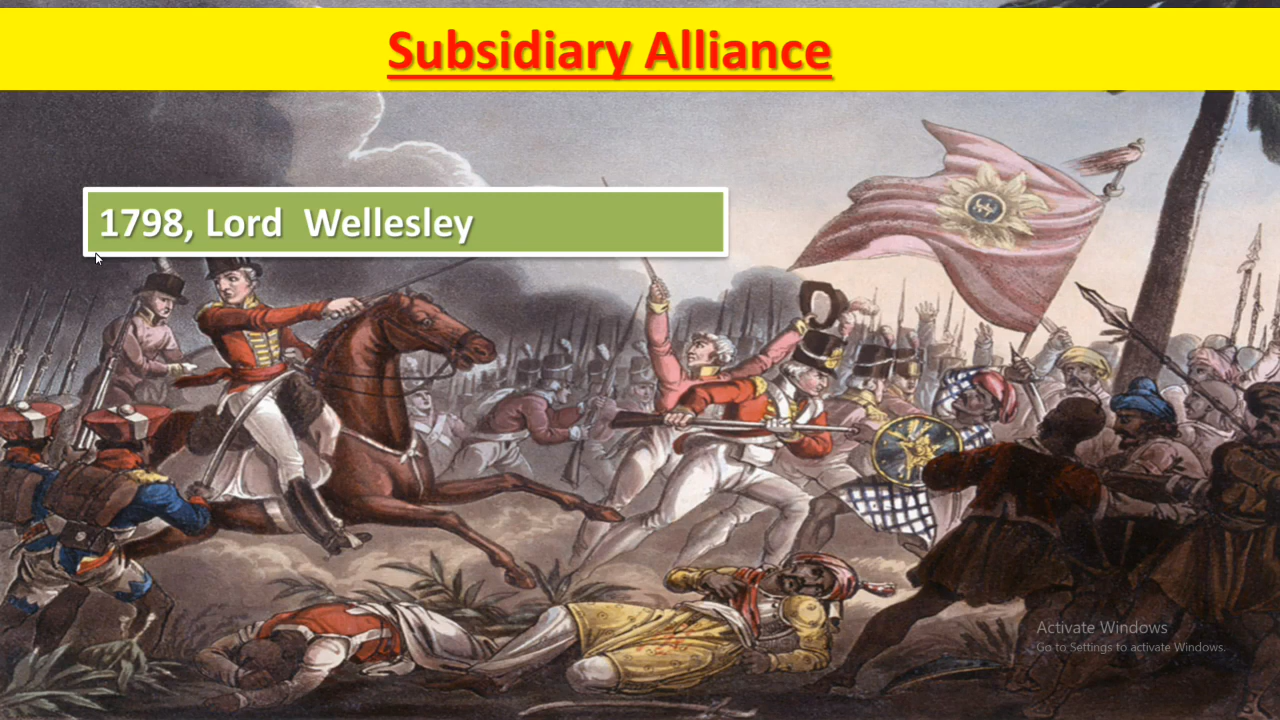 Subsidiary Alliance
1798, Lord Wellesley
Activate Windows
Go to Settings to activate Windows.